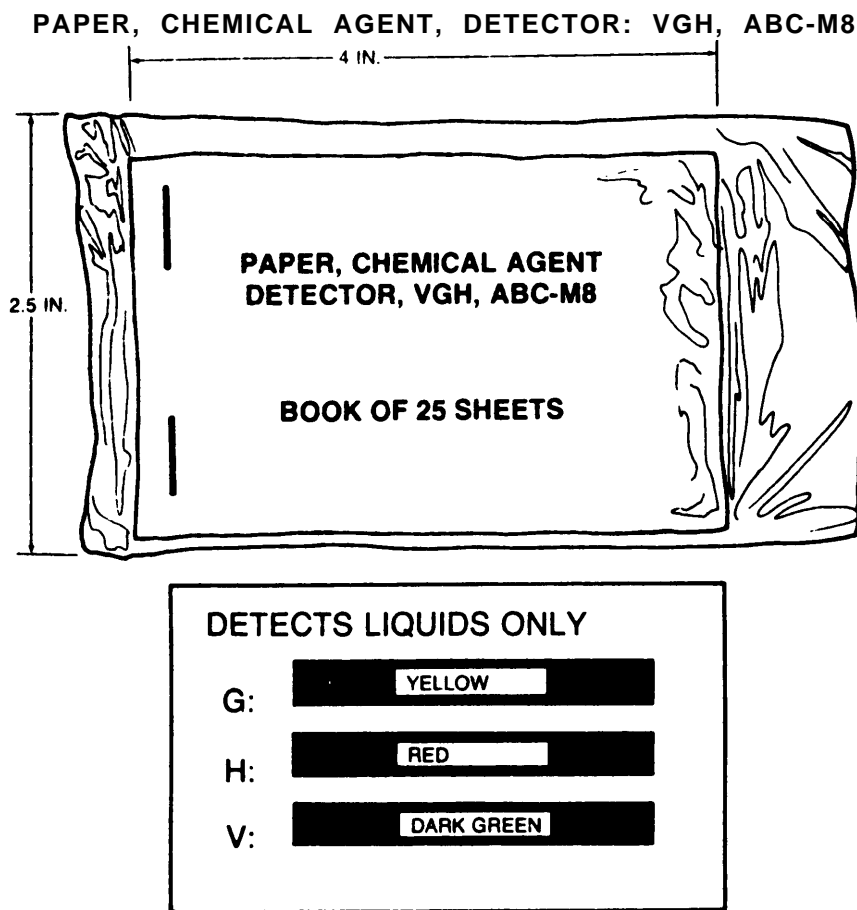 PAPER, CHEMICAL AGENT, DETECTOR: VGH, ABC-M8
4 IN.
2.5 IN.
PAPER, CHEMICAL AGENT
DETECTOR, VGH, ABC-M8
BOOK OF 25 SHEETS
DETECTS LIQUIDS ONLY
G: YELLOW
H: RED
V: DARK GREEN